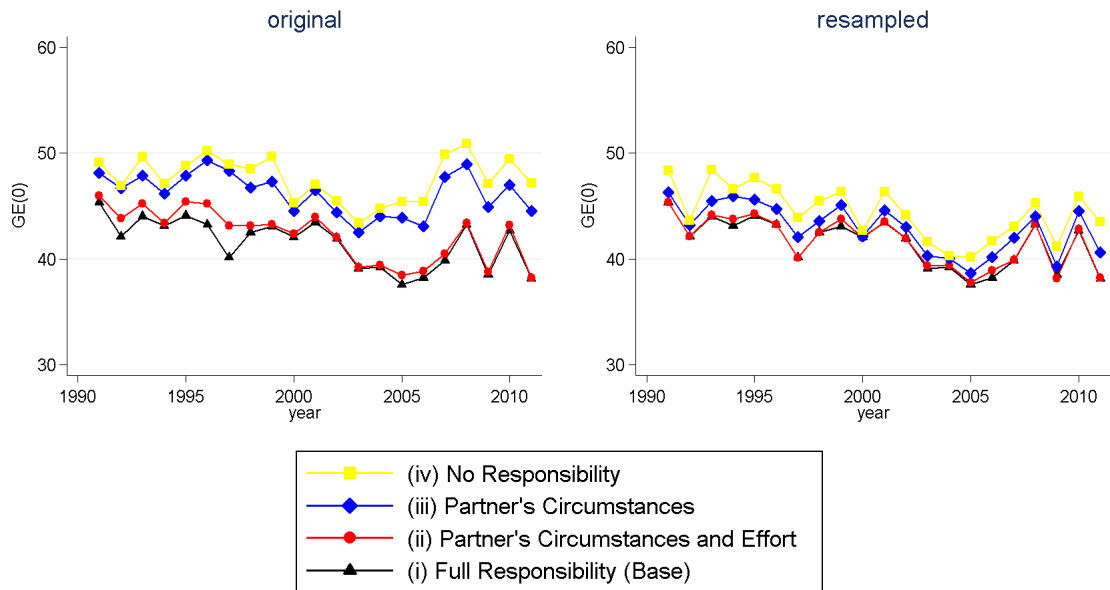 original
resampled
60
50
40
30
GE(0)
1990
1995
2000
2005
2010
year
60
50
40
30
GE(0)
1990
1995
2000
2005
2010
year
(iv) No Responsibility
(iii) Partner's Circumstances
(ii) Partner's Circumstances and Effort
(i) Full Responsibility (Base)